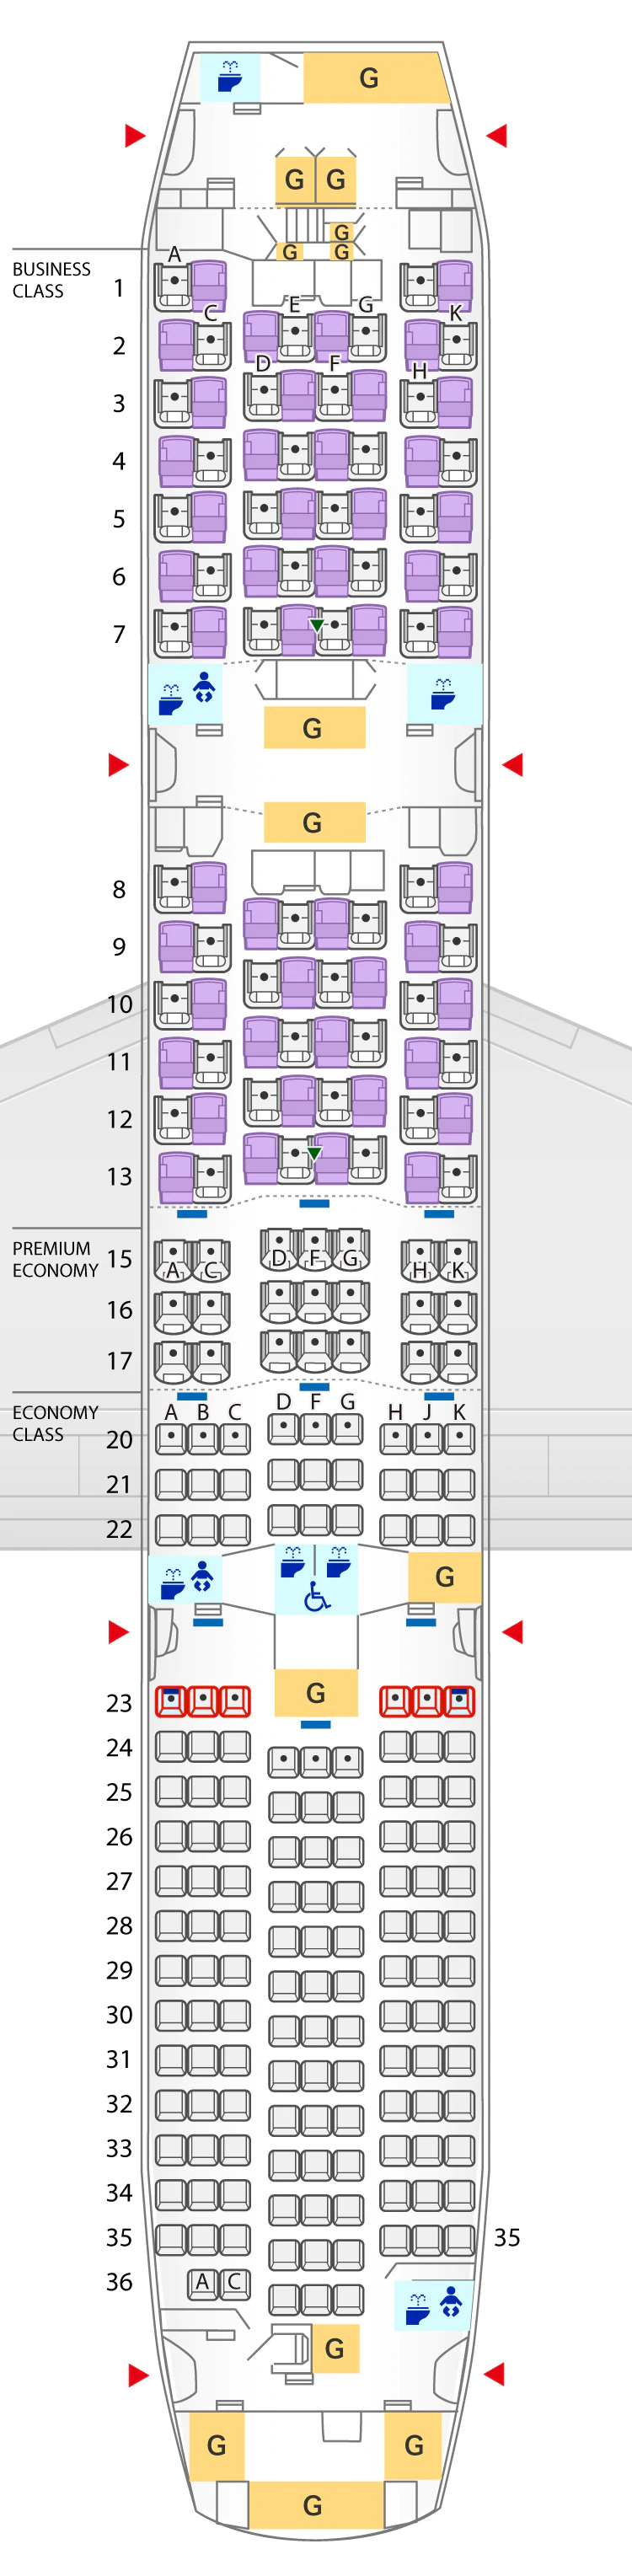 G
G G
G
G G
A
BUSINESS
CLASS
1
C E G K
2
D F H
3
4
5
6
7
G
G
8
9
10
11
12
13
PREMIUM
ECONOMY
15
A C D F G H K
16
17
ECONOMY
CLASS
A B C D F G H J K
20
21
22
G
G
23
24
25
26
27
28
29
30
31
32
33
34
35 35
36 A C
G
G G
G